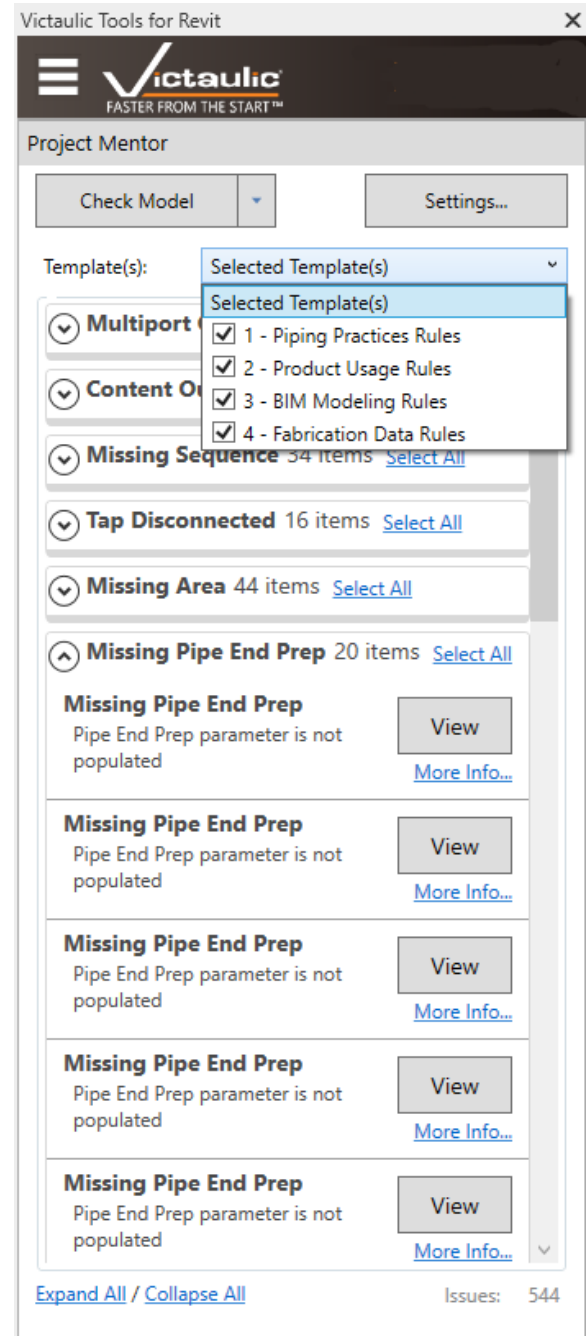 Victaulic Tools for Revit
Victaulic
FASTER FROM THE START™
Project Mentor
Check Model
Settings...
Template(s):
Selected Template(s)
Selected Template(s)
1 - Piping Practices Rules
2 - Product Usage Rules
3 - BIM Modeling Rules
4 - Fabrication Data Rules
Multiport
Content
Missing Sequence 34 items Select All
Tap Disconnected 16 items Select All
Missing Area 44 items Select All
Missing Pipe End Prep 20 items Select All
Missing Pipe End Prep
Pipe End Prep parameter is not
populated
View
More Info...
Missing Pipe End Prep
Pipe End Prep parameter is not
populated
View
More Info...
Missing Pipe End Prep
Pipe End Prep parameter is not
populated
View
More Info...
Missing Pipe End Prep
Pipe End Prep parameter is not
populated
View
More Info...
Missing Pipe End Prep
Pipe End Prep parameter is not
populated
View
More Info...
Expand All / Collapse All
Issues: 544